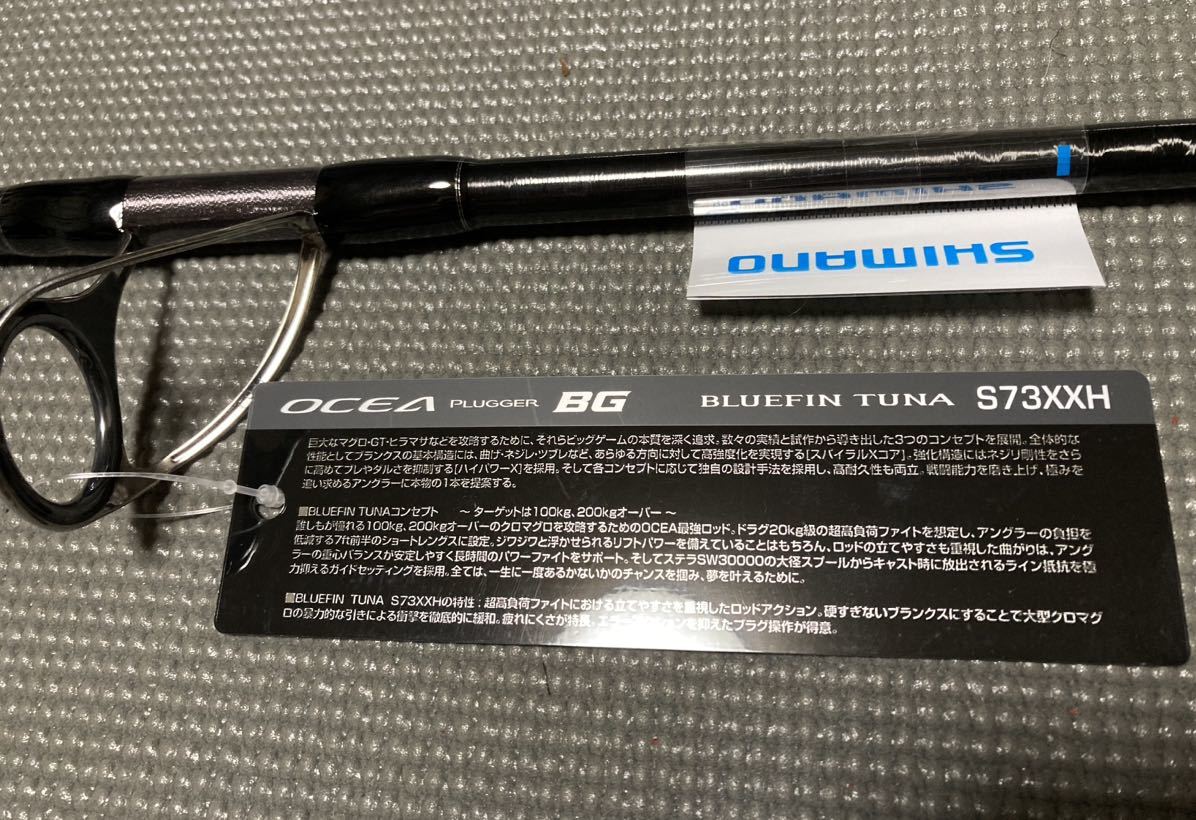 SHIMANO
OCEA PLUGGER BG BLUEFIN TUNA S73XXH
巨大なマグロ・GT・ヒラマサなどを攻略するために、それらビッグゲームの本質を深く追求。数々の実績と試作から導き出した3つのコンセプトを展開。全体的な
性能としてブランクスの基本構造には、曲げ・ネジレ・ツブレなど、あらゆる方向に対して高強度化を実現する[スパイラルXコア]。強化構造にはネジリ剛性をさら
に高めてブレやダルさを抑制する[ハイパワーX]を採用。そして各コンセプトに応じて独自の設計手法を採用し、高耐久性も両立。戦闘能力を磨き上げ、極みを
追い求めるアングラーに本物の1本を提案する。
■BLUEFIN TUNAコンセプト ～ターゲットは100kg、200kgオーバー～
誰しもが憧れる100kg、200kgオーバーのクロマグロを攻略するためのOCEA最強ロッド。ドラグ20kg級の超高負荷ファイトを想定し、アングラーの負担を
低減する7ft前半のショートレングスに設定。ジワジワと浮かせられるリフトパワーを備えていることはもちろん、ロッドの立てやすさも重視した曲がりは、アング
ラーの重心バランスが安定しやすく長時間のパワーファイトをサポート。そしてステラSW30000の大径スプールからキャスト時に放出されるライン抵抗を極
力抑えるガイドセッティングを採用。全ては、一生に一度あるかないかのチャンスを掴み、夢を叶えるために。
■BLUEFIN TUNA S73XXHの特性：超高負荷ファイトにおける立てやすさを重視したロッドアクション。硬すぎないブランクスにすることで大型クロマグ
ロの暴力的な引きによる衝撃を徹底的に緩和。疲れにくさが特長。エラーアクションを抑えたプラグ操作が得意。